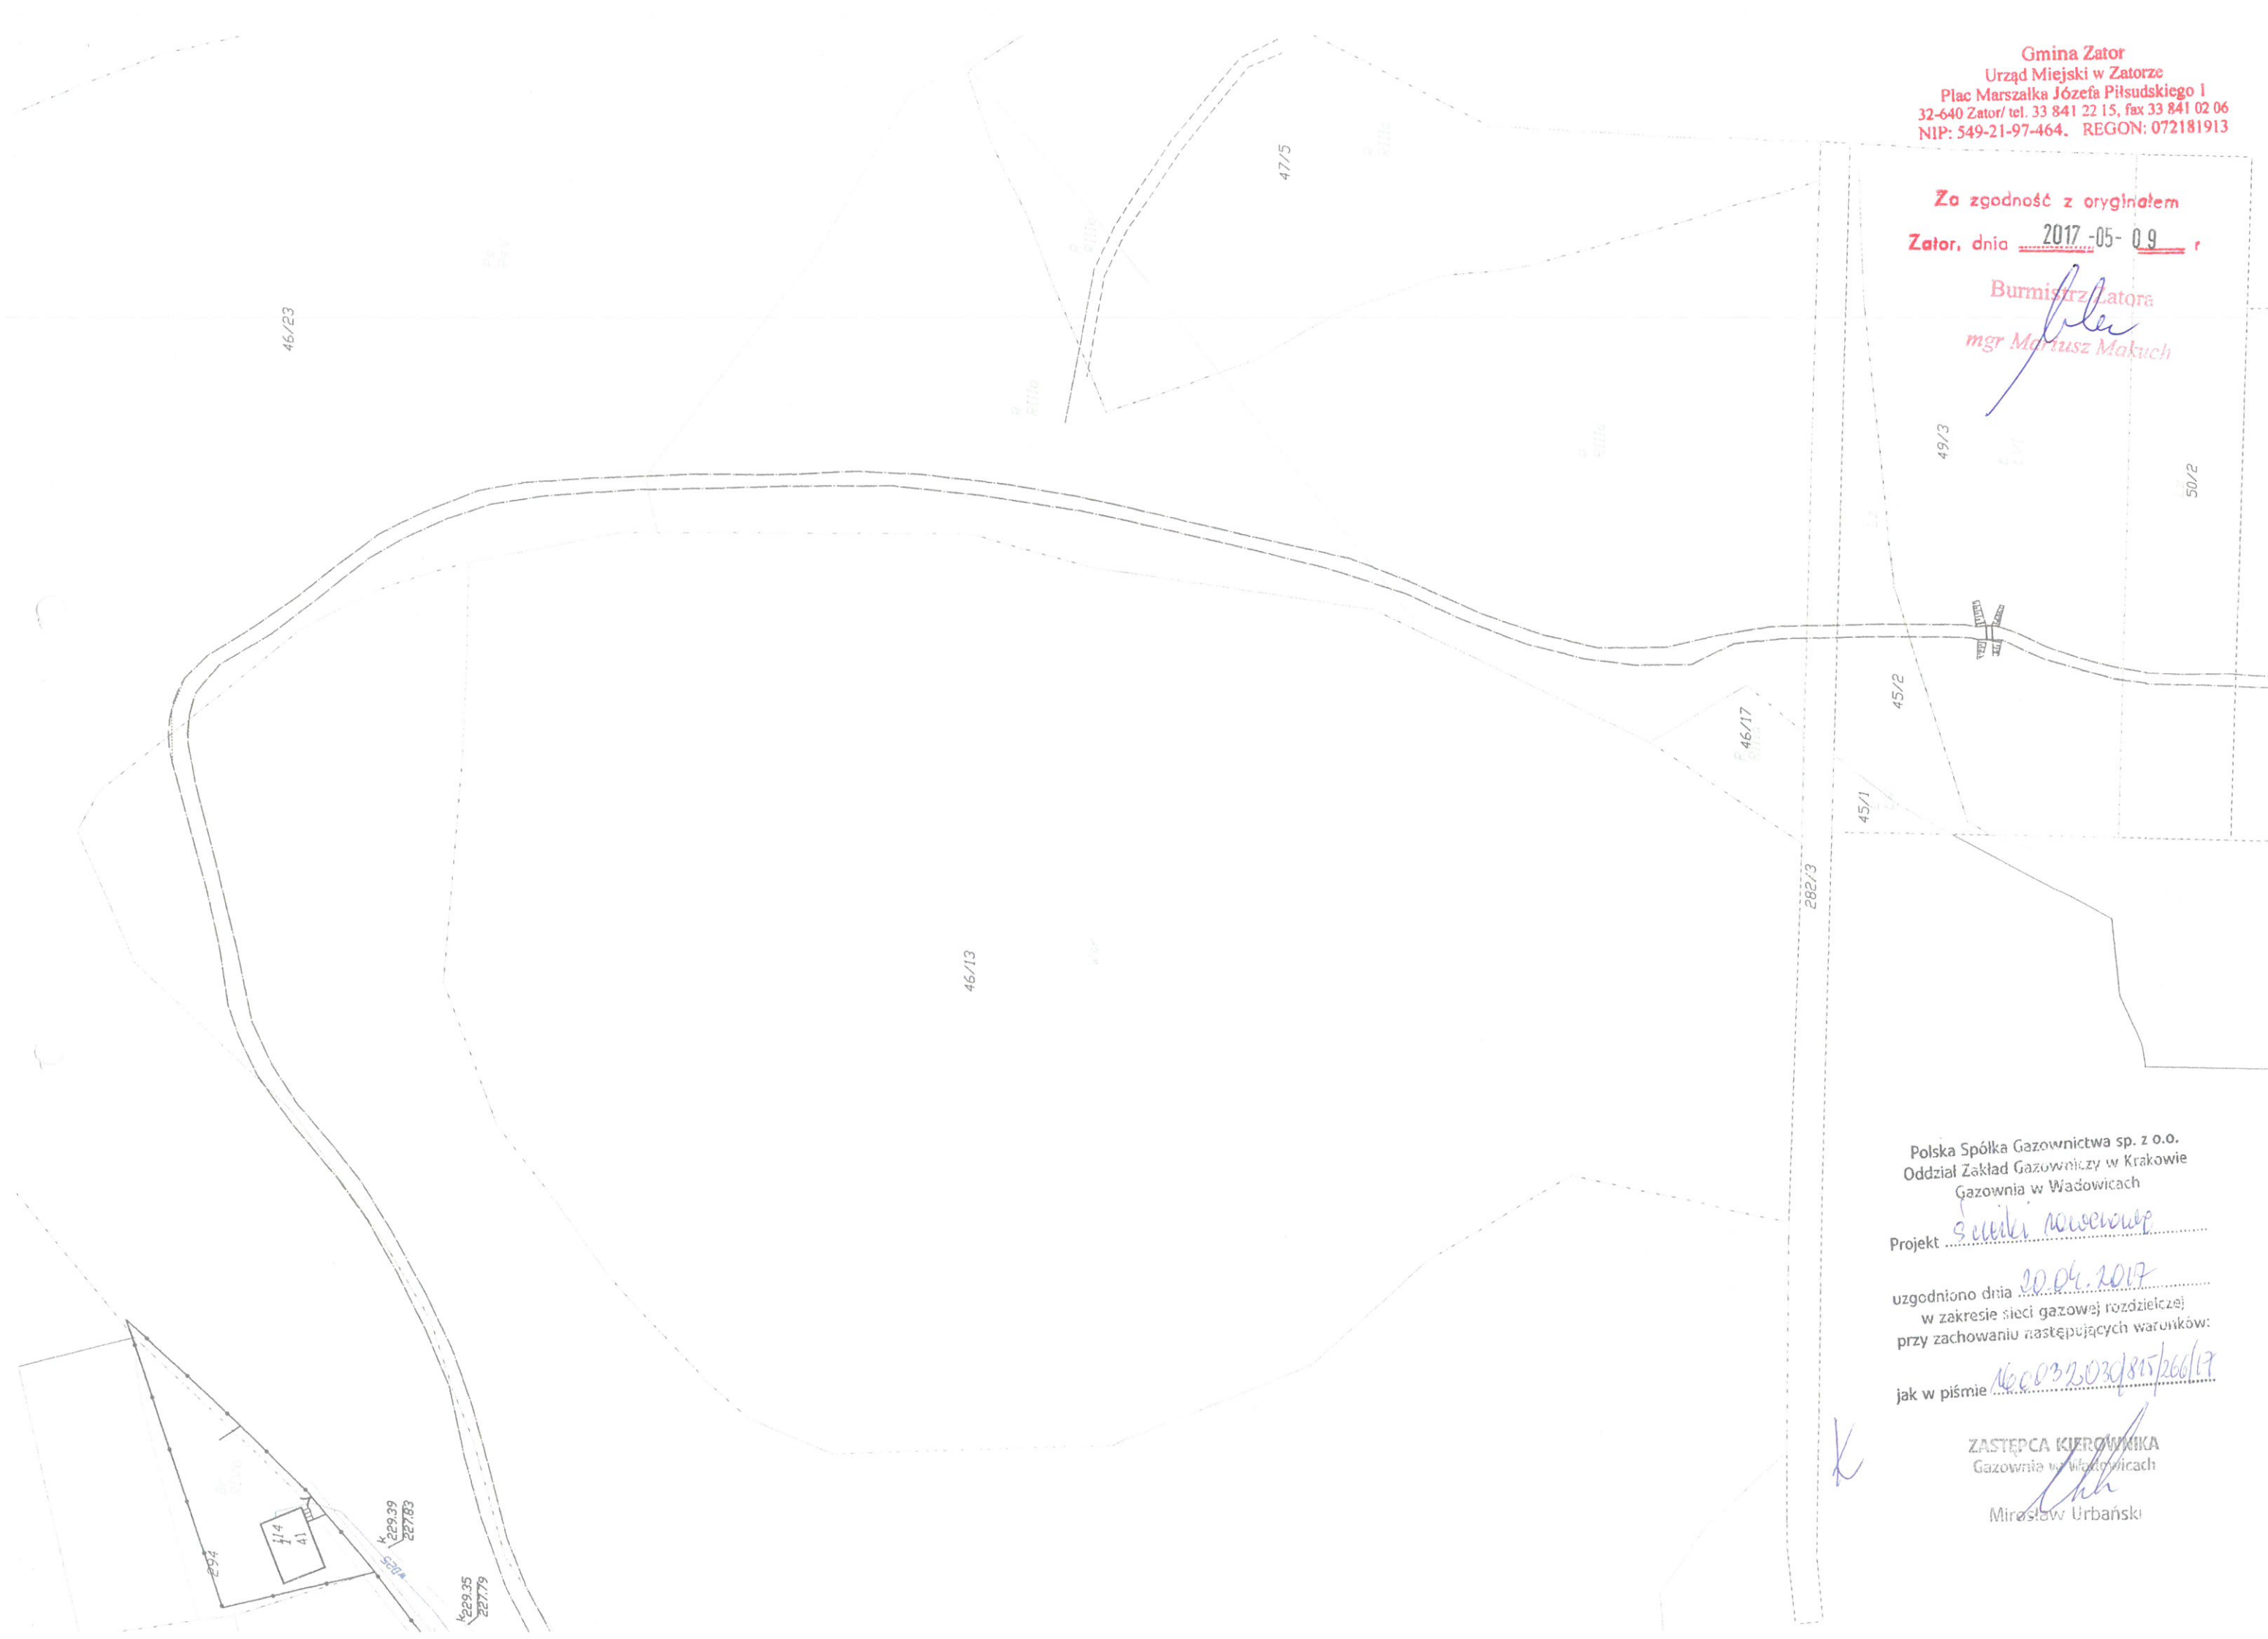 Gmina Zator
Urząd Miejski w Zatorze
Plac Marszałka Józefa Piłsudskiego 1
32-640 Zator/ tel. 33 841 22 15, fax 33 841 02 06
NIP: 549-21-97-464. REGON: 072181913
Za zgodność z oryginałem
Zator, dnia 2017 -05- 09 r
Burmistrz Zatora
mgr Mariusz Makuch
47/5
46/23
49/3
50/2
45/2
46/17
45/1
282/3
46/13
Polska Spółka Gazownictwa sp. z o.o.
Oddział Zakład Gazowniczy w Krakowie
Gazownia w Wadowicach
Projekt
uzgodniono dnia 20.04.2017
w zakresie sieci gazowej rozdzielczej
przy zachowaniu następujących warunków:
jak w piśmie
ZASTĘPCA KIEROWNIKA
Gazownia w Wadowicach
Mirosław Urbański
294
41
k
229.39
227.83
wD25
k229.35
227.79